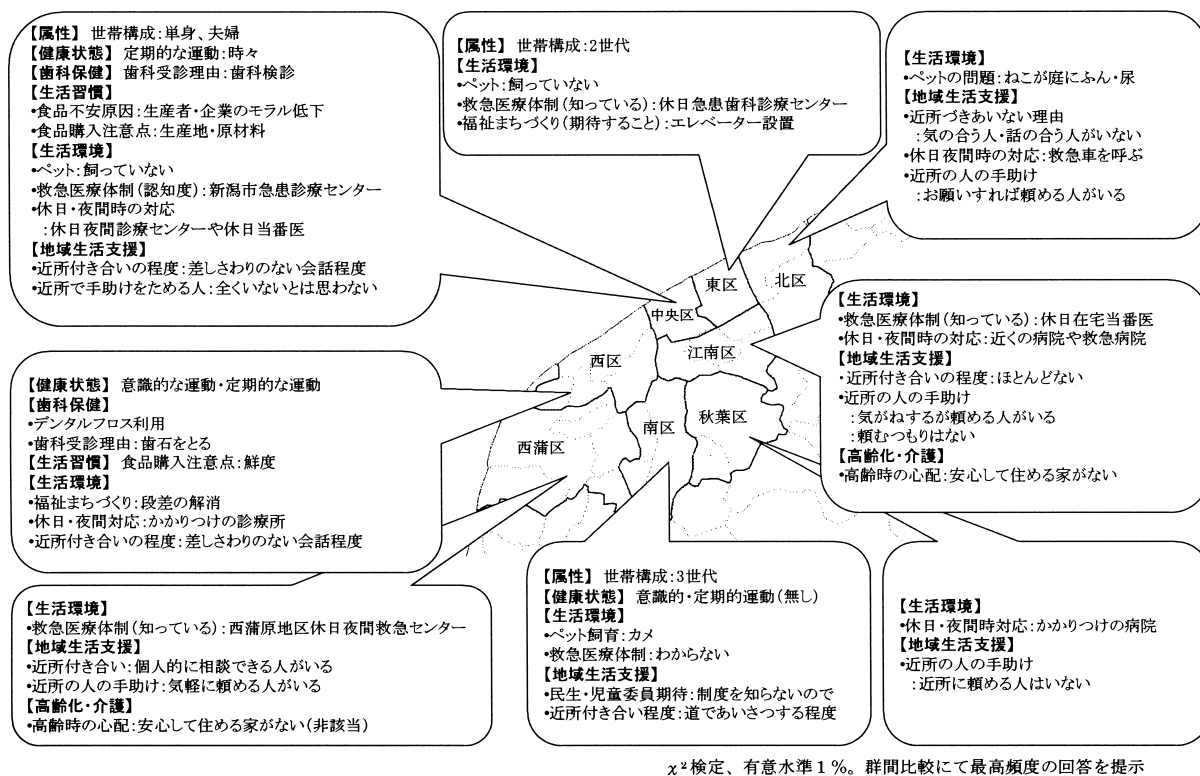 【属性】 世帯構成:単身、夫婦
【健康状態】 定期的な運動:時々
【歯科保健】 歯科受診理由:歯科検診
【生活習慣】
•食品不安原因:生産者・企業のモラル低下
•食品購入注意点:生産地・原材料
【生活環境】
•ペット:飼っていない
•救急医療体制(認知度):新潟市急患診療センター
•休日・夜間時の対応
:休日夜間診療センターや休日当番医
【地域生活支援】
•近所付き合いの程度:差しさわりのない会話程度
•近所で手助けをためる人:全くいないとは思わない
【属性】 世帯構成:2世代
【生活環境】
•ペット:飼っていない
•救急医療体制(知っている):休日急患歯科診療センター
•福祉まちづくり(期待すること):エレベーター設置
【生活環境】
•ペットの問題:ねこが庭にふん・尿
【地域生活支援】
•近所づきあいない理由
:気の合う人・話の合う人がいない
•休日夜間時の対応:救急車を呼ぶ
•近所の人の手助け
:お願いすれば頼める人がいる
東区
北区
中央区
江南区
西区
秋葉区
南区
西蒲区
【生活環境】
•救急医療体制(知っている):休日在宅当番医
•休日・夜間時の対応:近くの病院や救急病院
【地域生活支援】
・近所付き合いの程度:ほとんどない
•近所の人の手助け
:気がねするが頼める人がいる
:頼むつもりはない
【高齢化・介護】
•高齢時の心配:安心して住める家がない
【健康状態】 意識的な運動・定期的な運動
【歯科保健】
•デンタルフロス利用
•歯科受診理由:歯石をとる
【生活習慣】 食品購入注意点:鮮度
【生活環境】
•福祉まちづくり:段差の解消
•休日・夜間対応:かかりつけの診療所
•近所付き合いの程度:差しさわりのない会話程度
【生活環境】
•救急医療体制(知っている):西蒲原地区休日夜間救急センター
【地域生活支援】
•近所付き合い:個人的に相談できる人がいる
•近所の人の手助け:気軽に頼める人がいる
【高齢化・介護】
•高齢時の心配:安心して住める家がない(非該当)
【属性】 世帯構成:3世代
【健康状態】 意識的・定期的運動(無し)
【生活環境】
•ペット飼育:カメ
•救急医療体制:わからない
【地域生活支援】
•民生・児童委員期待:制度を知らないので
•近所付き合い程度:道であいさつする程度
【生活環境】
•休日・夜間時対応:かかりつけの病院
【地域生活支援】
•近所の人の手助け
:近所に頼める人はいない
χ²検定、有意水準1%。群間比較にて最高頻度の回答を提示